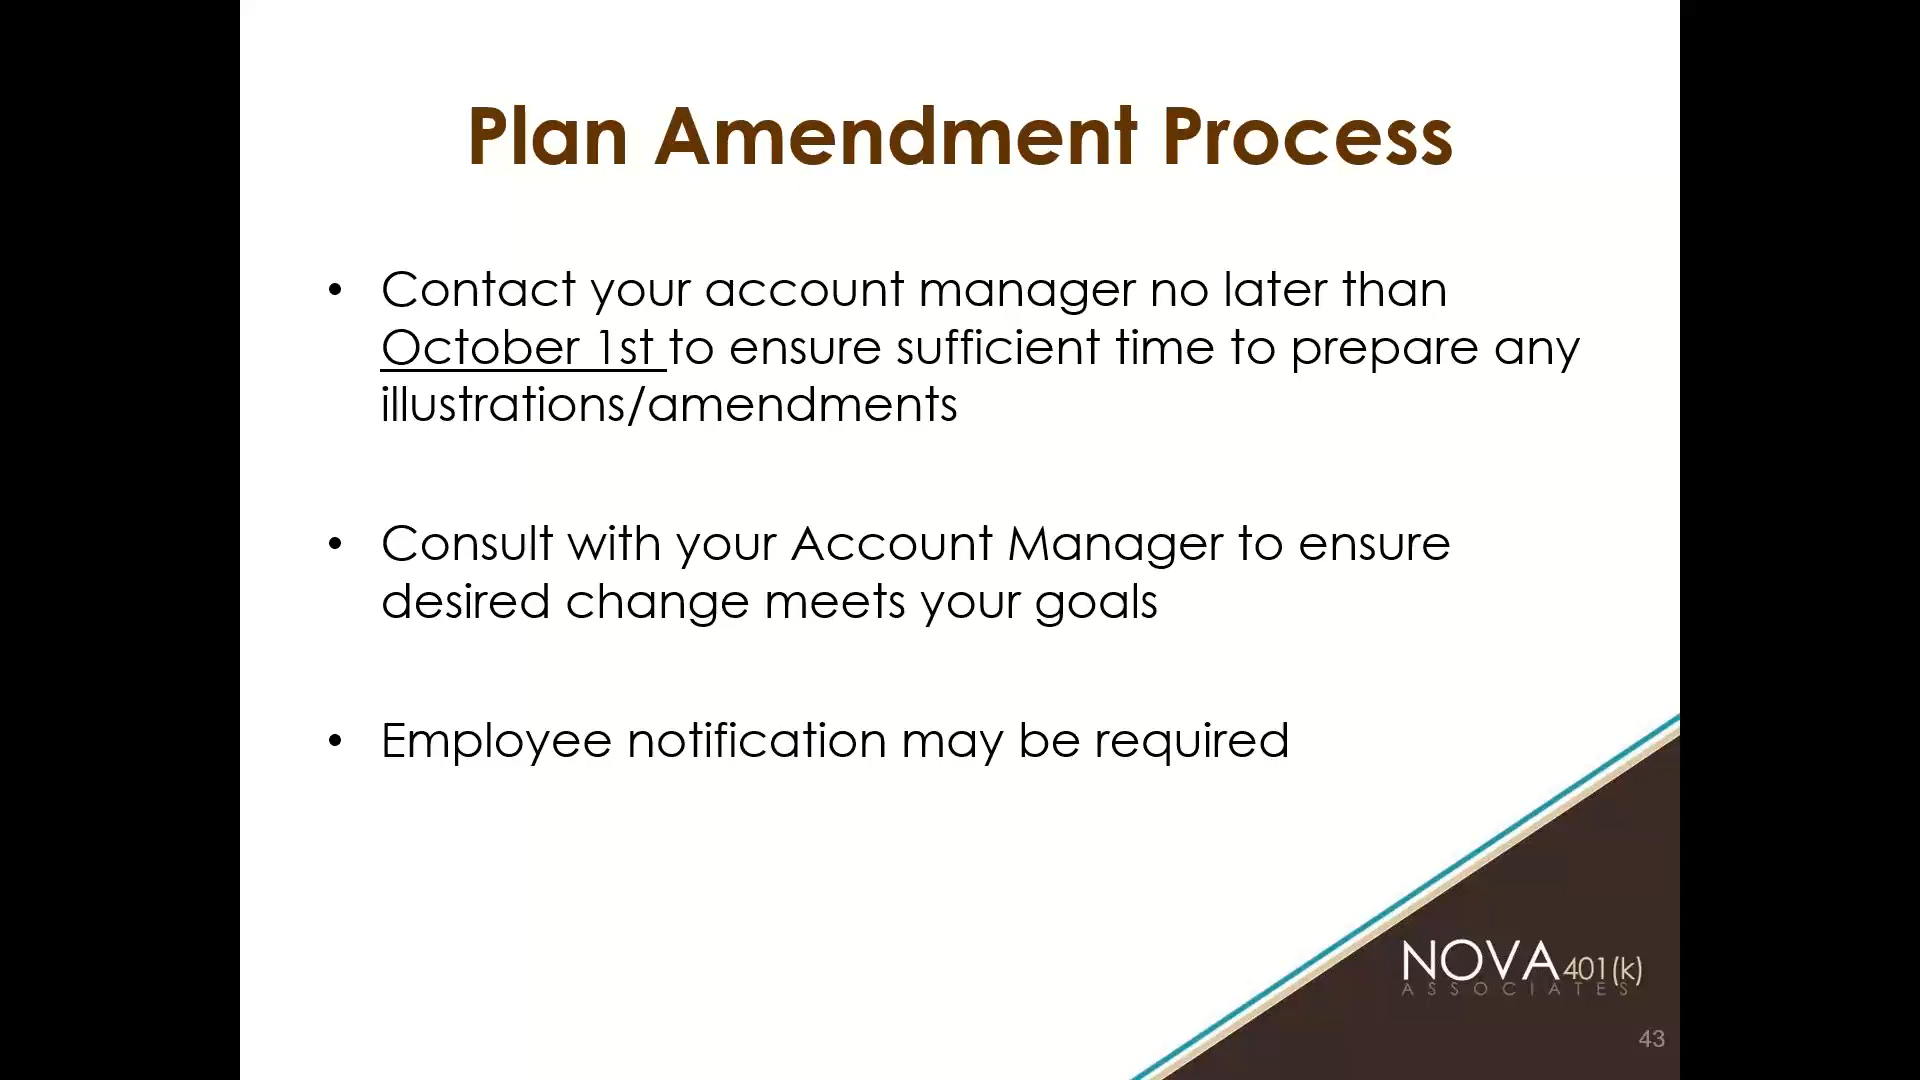 Plan Amendment Process
• Contact your account manager no later than
October 1st to ensure sufficient time to prepare any
illustrations/amendments
• Consult with your Account Manager to ensure
desired change meets your goals
• Employee notification may be required
NOVA 401(k)
ASSOCIATES
43